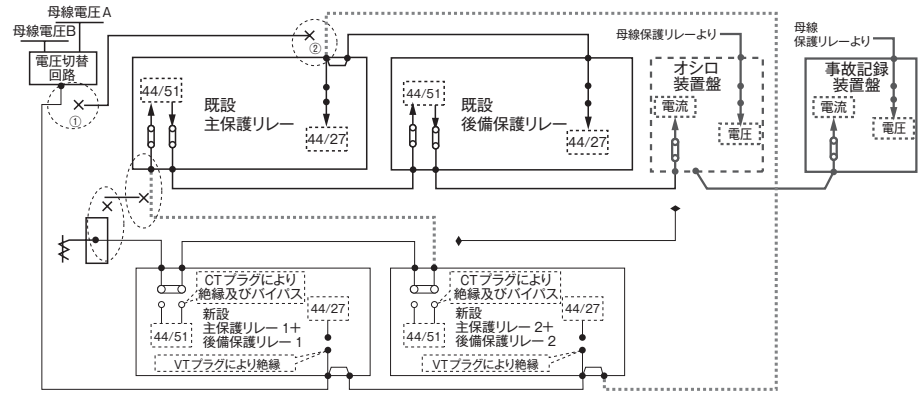 母線電圧A
母線電圧B
電圧切替
回路
①
②
44/51
既設
主保護リレー
44/27
44/51
既設
後備保護リレー
44/27
母線保護リレーより
オシロ
装置盤
電流
電圧
母線
保護リレーより
事故記録
装置盤
電流
電圧
CTプラグにより
絶縁及びバイパス
新設
主保護リレー 1+
後備保護リレー 1
44/27
44/51
VTプラグにより絶縁
CTプラグにより
絶縁及びバイパス
新設
主保護リレー 2+
後備保護リレー 2
44/27
44/51
VTプラグにより絶縁